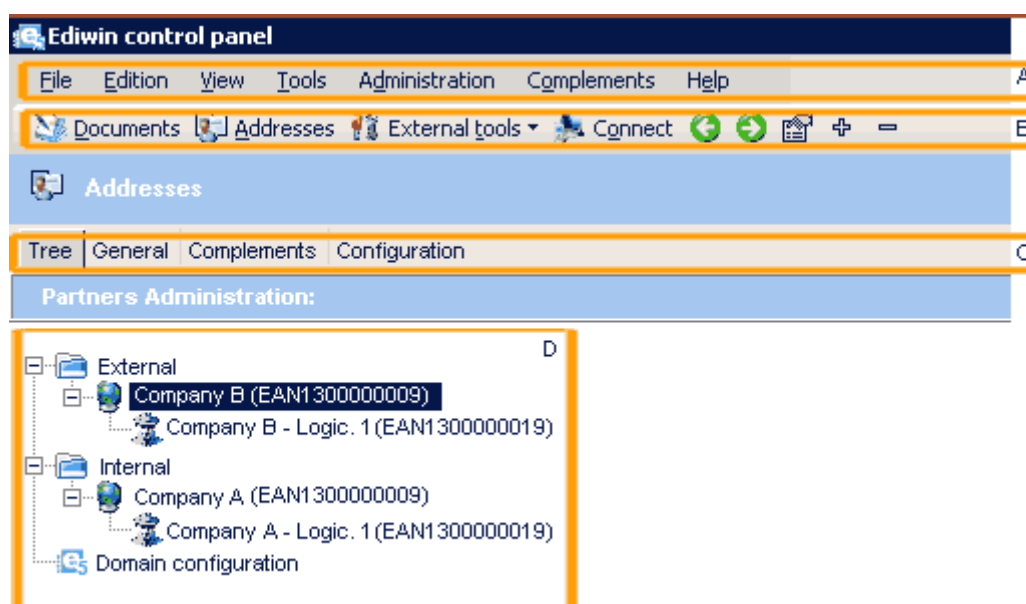 Ediwin control panel
File Edition View Tools Administration Complements Help A
Documents Addresses External tools Connect E
Addresses
Tree General Complements Configuration C
Partners Administration:
D
External
Company B (EAN1300000009)
Company B - Logic. 1 (EAN1300000019)
Internal
Company A (EAN1300000009)
Company A - Logic. 1 (EAN1300000019)
Domain configuration